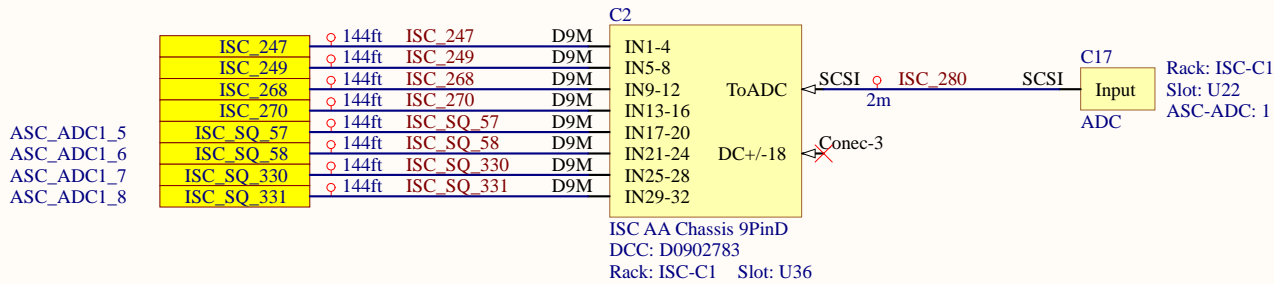 C2
ISC_247 144ft ISC_247 D9M IN1-4
ISC_249 144ft ISC_249 D9M IN5-8
ISC_268 144ft ISC_268 D9M IN9-12
ISC_270 144ft ISC_270 D9M IN13-16
ASC_ADC1_5 ISC_SQ_57 144ft ISC_SQ_57 D9M IN17-20
ASC_ADC1_6 ISC_SQ_58 144ft ISC_SQ_58 D9M IN21-24
ASC_ADC1_7 ISC_SQ_330 144ft ISC_SQ_330 D9M IN25-28
ASC_ADC1_8 ISC_SQ_331 144ft ISC_SQ_331 D9M IN29-32
ToADC SCSI ISC_280 SCSI
2m
DC+/-18 Conec-3
ISC AA Chassis 9PinD
DCC: D0902783
Rack: ISC-C1 Slot: U36
C17
Input
ADC
Rack: ISC-C1
Slot: U22
ASC-ADC: 1